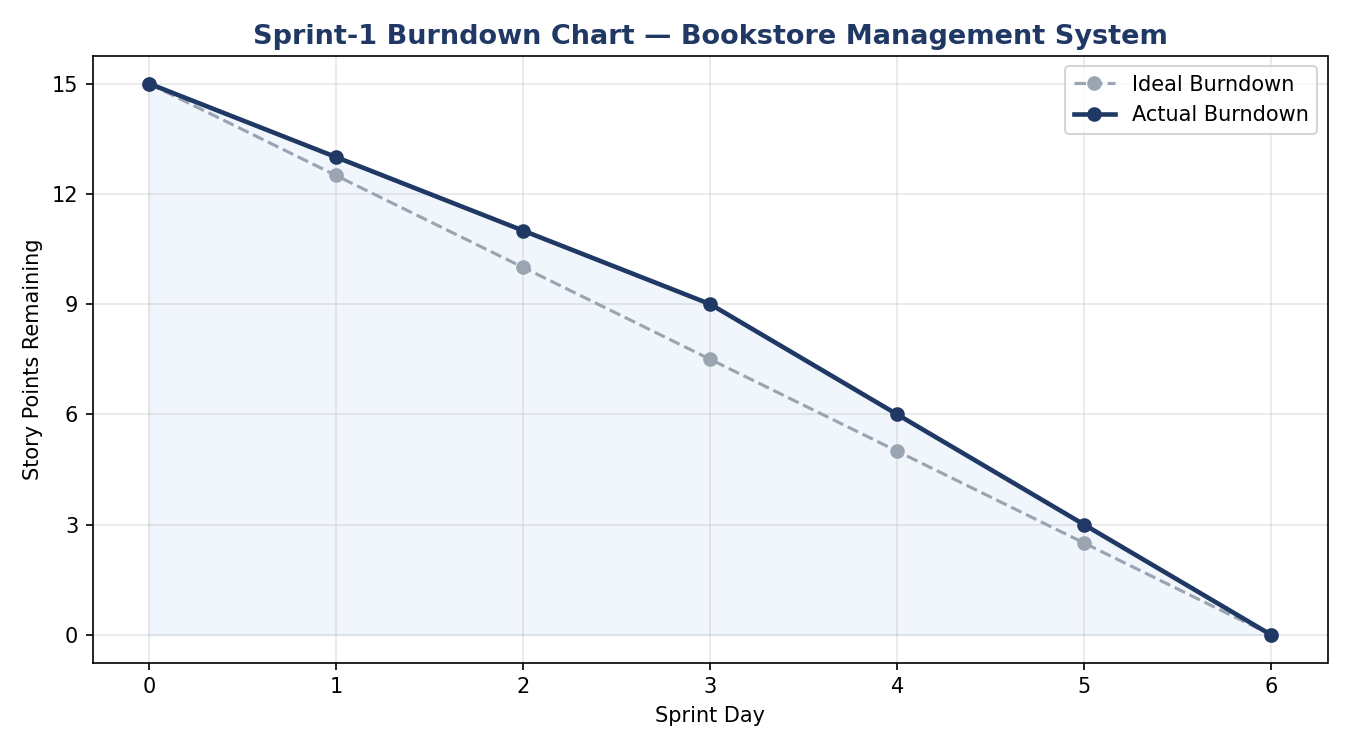 Sprint-1 Burndown Chart — Bookstore Management System
Ideal Burndown
Actual Burndown
Story Points Remaining
15
12
9
6
3
0
0 1 2 3 4 5 6
Sprint Day